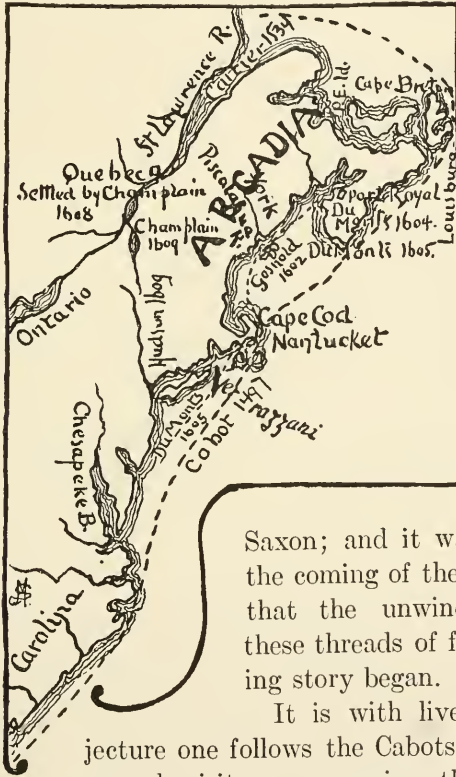 St Lawrence R.
Cartier-1534
P. E. Id.
Cape Breton
Louisburg
ARCADIA
Quebec
Settled by Champlain
1608
Champlain
1609
York
Port Royal
Du
Monts 1604.
Du Monts 1605.
Gosnold
1602
Ontario
Hudson 1609
Cape Cod
Nantucket
Verrazzani
1497
Cabot
Du Monts
1605
Chesapeke B.
Carolina
Saxon; and it w
the coming of the
that the unwin
these threads of f
ing story began.
It is with live
jecture one follows the Cabots